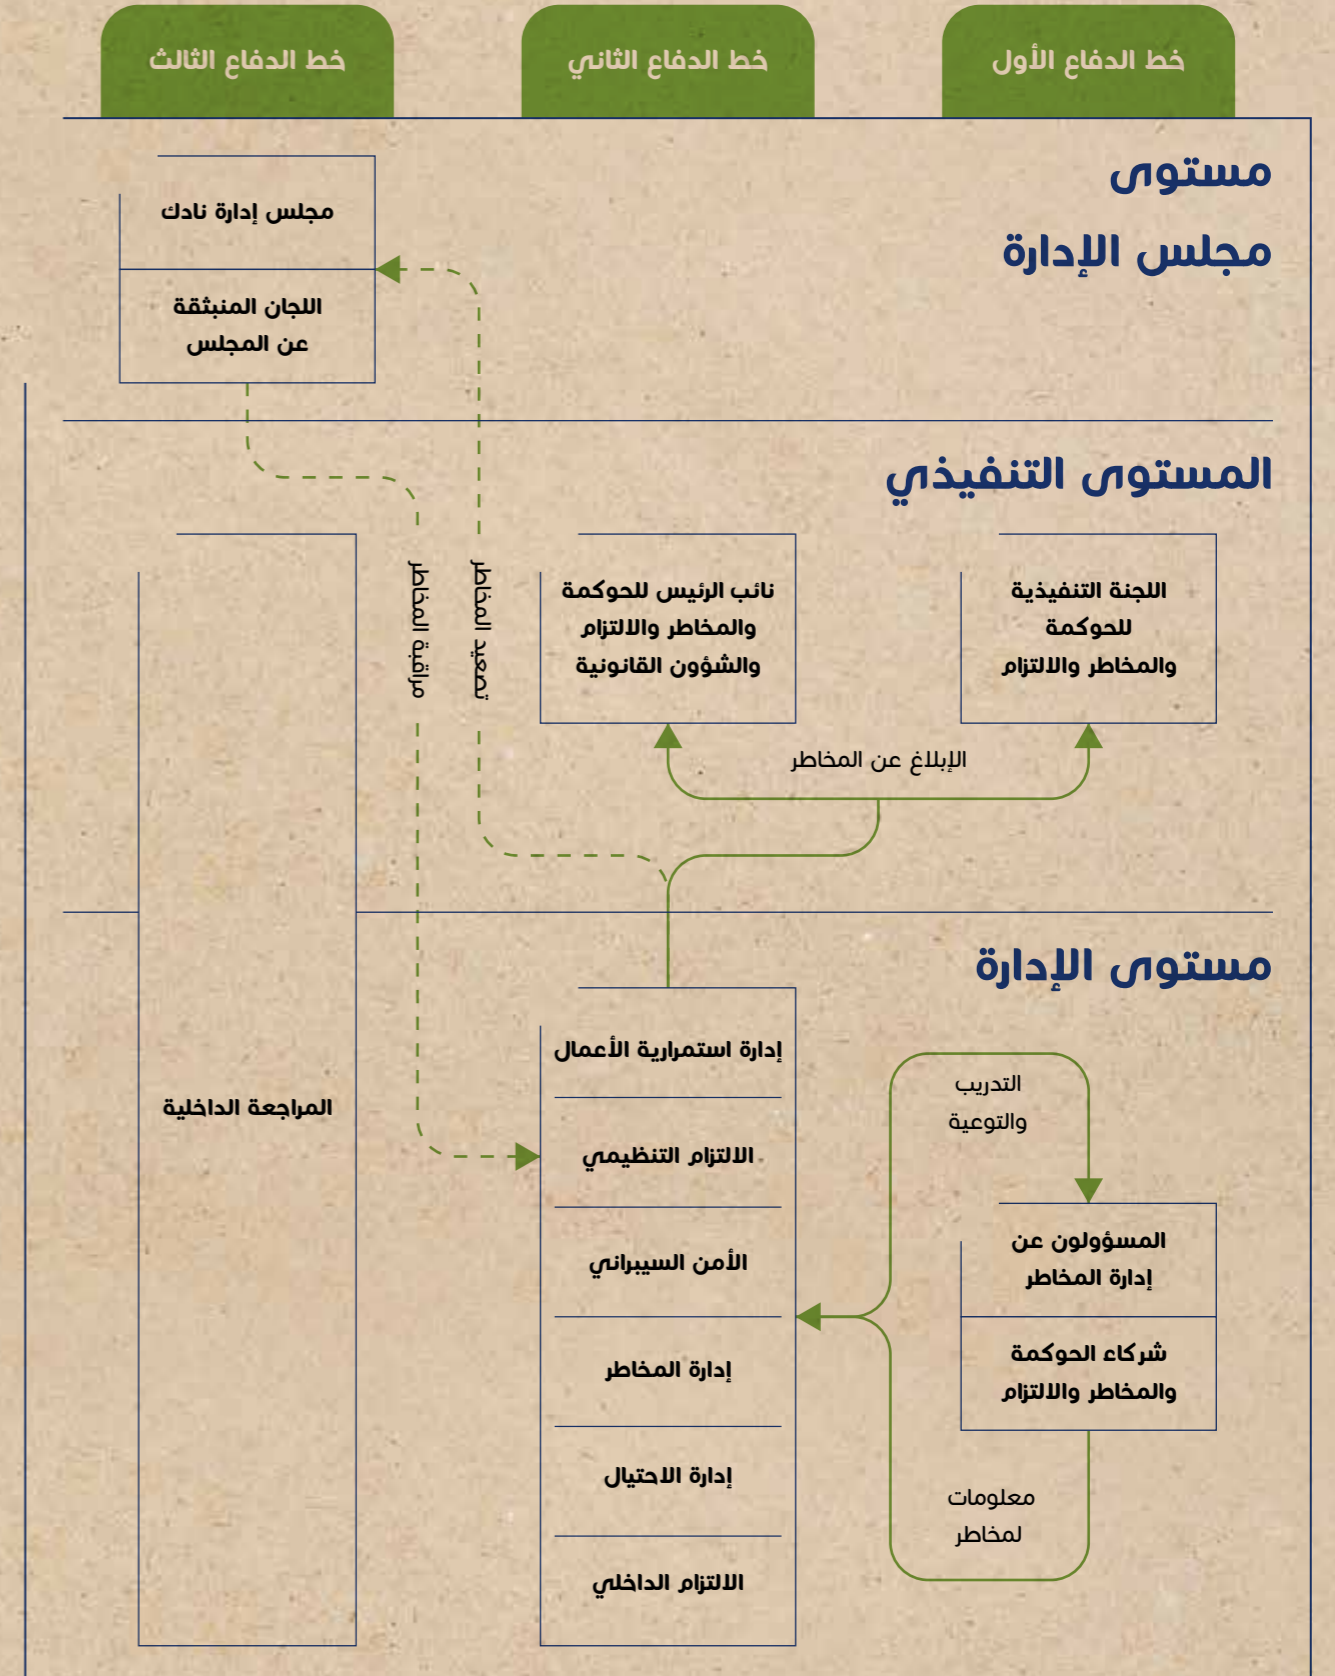 خط الدفاع الأول
خط الدفاع الثاني
خط الدفاع الثالث
مستوى
مجلس الإدارة
مجلس إدارة نادك
اللجان المنبثقة
عن المجلس
المستوى التنفيذي
اللجنة التنفيذية
للحوكمة
والمخاطر والالتزام
نائب الرئيس للحوكمة
والمخاطر والالتزام
والشؤون القانونية
تصعيد المخاطر
مراقبة المخاطر
الإبلاغ عن المخاطر
مستوى الإدارة
التدريب
والتوعية
المسؤولون عن
إدارة المخاطر
شركاء الحوكمة
والمخاطر والالتزام
معلومات
لمخاطر
إدارة استمرارية الأعمال
الالتزام التنظيمي
الأمن السيبراني
إدارة المخاطر
إدارة الاحتيال
الالتزام الداخلي
المراجعة الداخلية